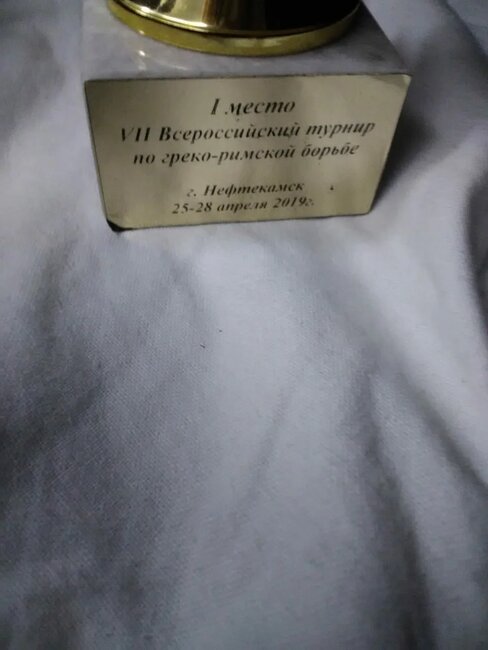 I место
VII Всероссийский турнир
по греко-римской борьбе
г. Нефтекамск
25-28 апреля 2019г.